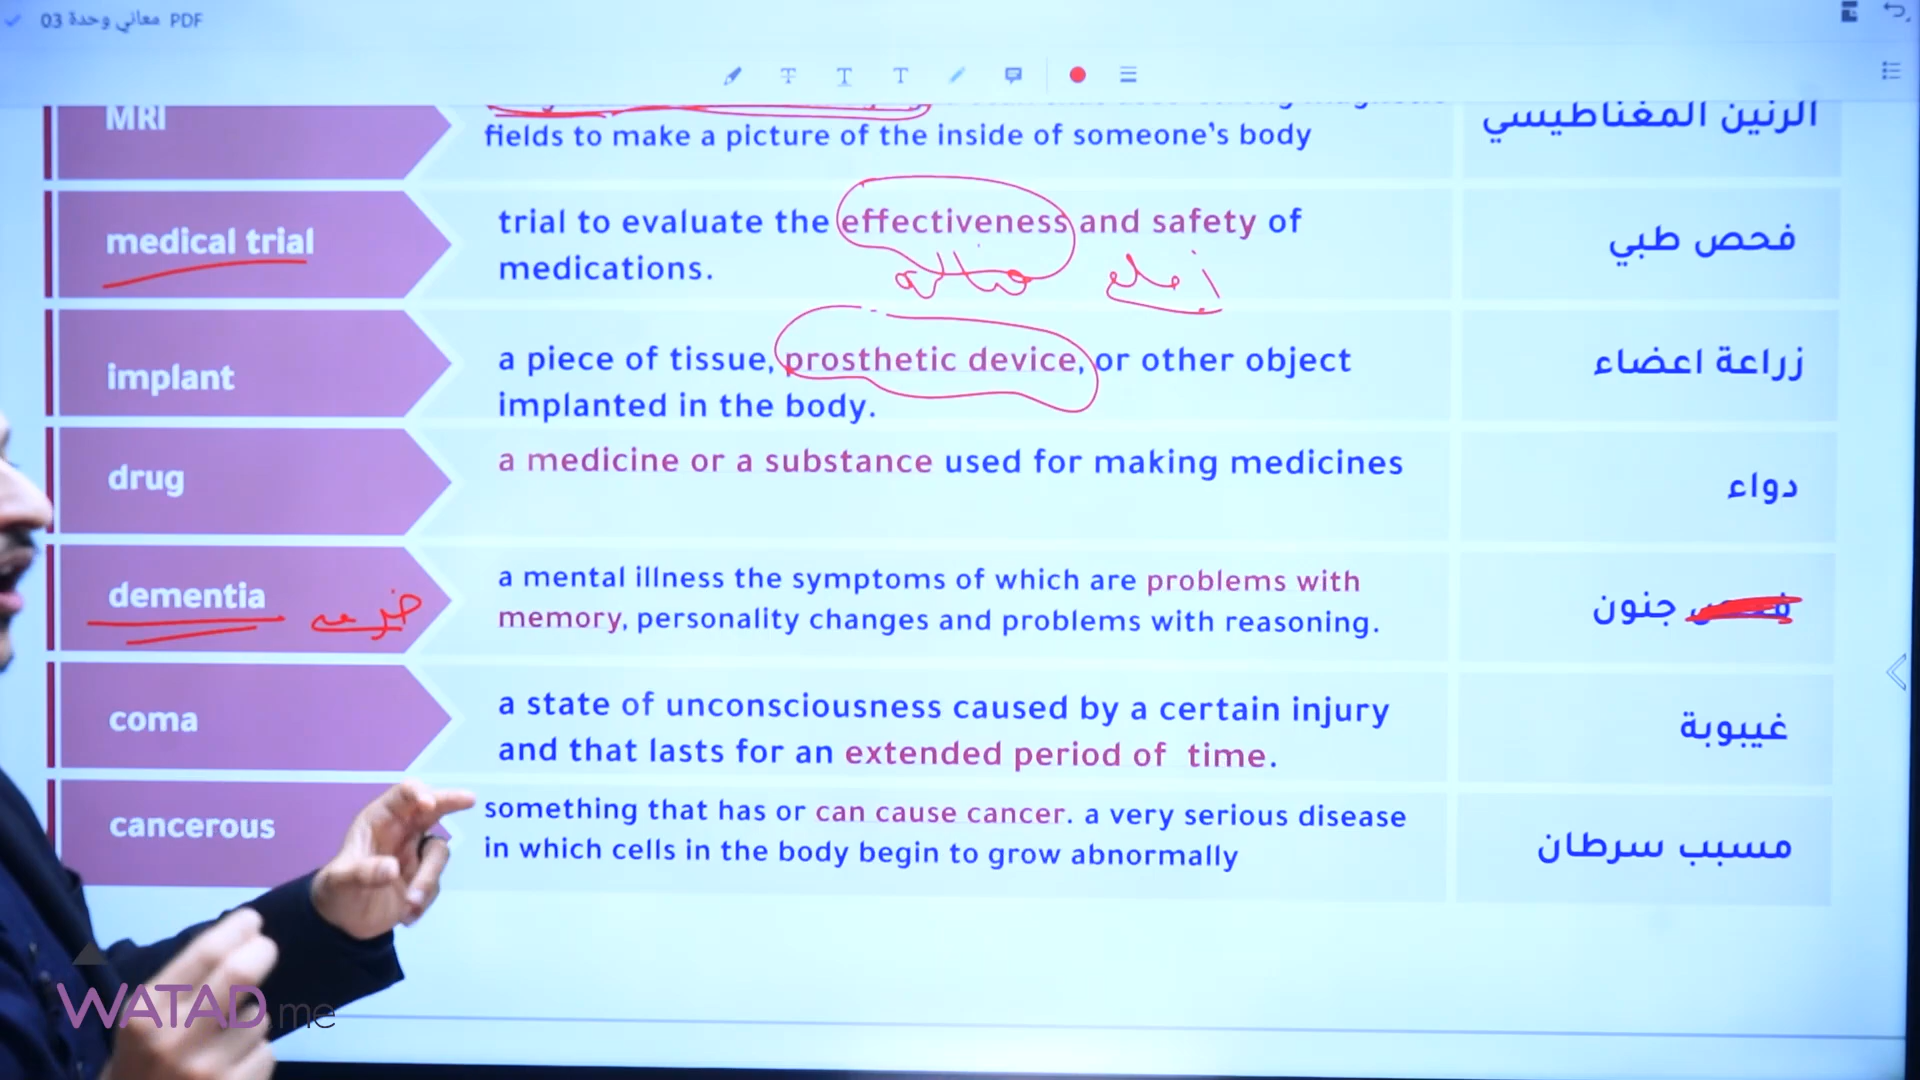 PDF معاني وحدة 03
MRI
fields to make a picture of the inside of someone's body
الرنين المغناطيسي
medical trial
trial to evaluate the effectiveness and safety of
medications.
فحص طبي
implant
a piece of tissue, prosthetic device, or other object
implanted in the body.
زراعة اعضاء
drug
a medicine or a substance used for making medicines
دواء
dementia
a mental illness the symptoms of which are problems with
memory, personality changes and problems with reasoning.
جنون
coma
a state of unconsciousness caused by a certain injury
and that lasts for an extended period of time.
غيبوبة
cancerous
something that has or can cause cancer. a very serious disease
in which cells in the body begin to grow abnormally
مسبب سرطان
WATAD.me